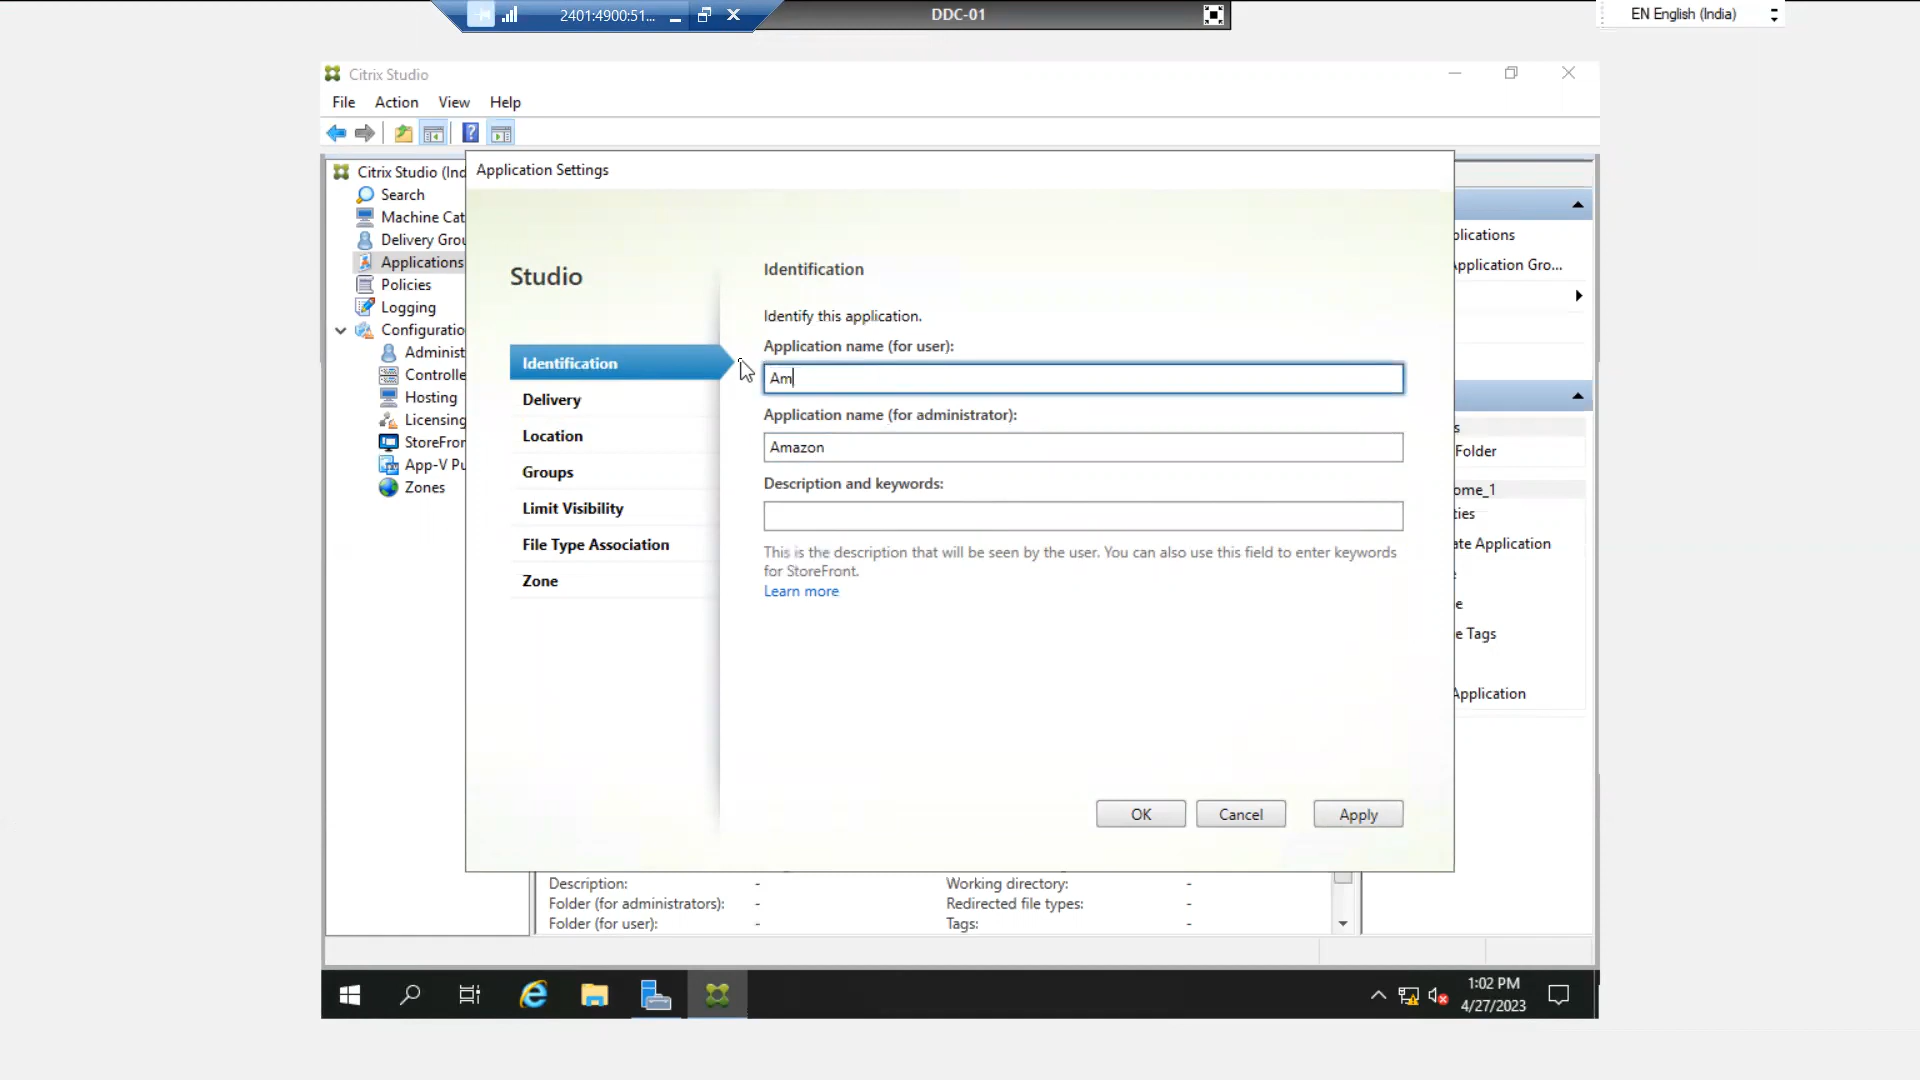 2401:4900:51...
DDC-01
EN English (India)
Citrix Studio
File Action View Help
Citrix Studio (Ind
Search
Machine Cat
Delivery Grou
Applications
Policies
Logging
Configuratio
Administ
Controlle
Hosting
Licensing
StoreFron
App-V Pu
Zones
Application Settings
Studio
Identification
Delivery
Location
Groups
Limit Visibility
File Type Association
Zone
Identification
Identify this application.
Application name (for user):
Am
Application name (for administrator):
Amazon
Description and keywords:
This is the description that will be seen by the user. You can also use this field to enter keywords
for StoreFront.
Learn more
OK Cancel Apply
plications
Application Gro...
s
Folder
ome_1
ties
ate Application
e
e Tags
Application
Description: - Working directory: -
Folder (for administrators): - Redirected file types: -
Folder (for user): - Tags: -
1:02 PM
4/27/2023